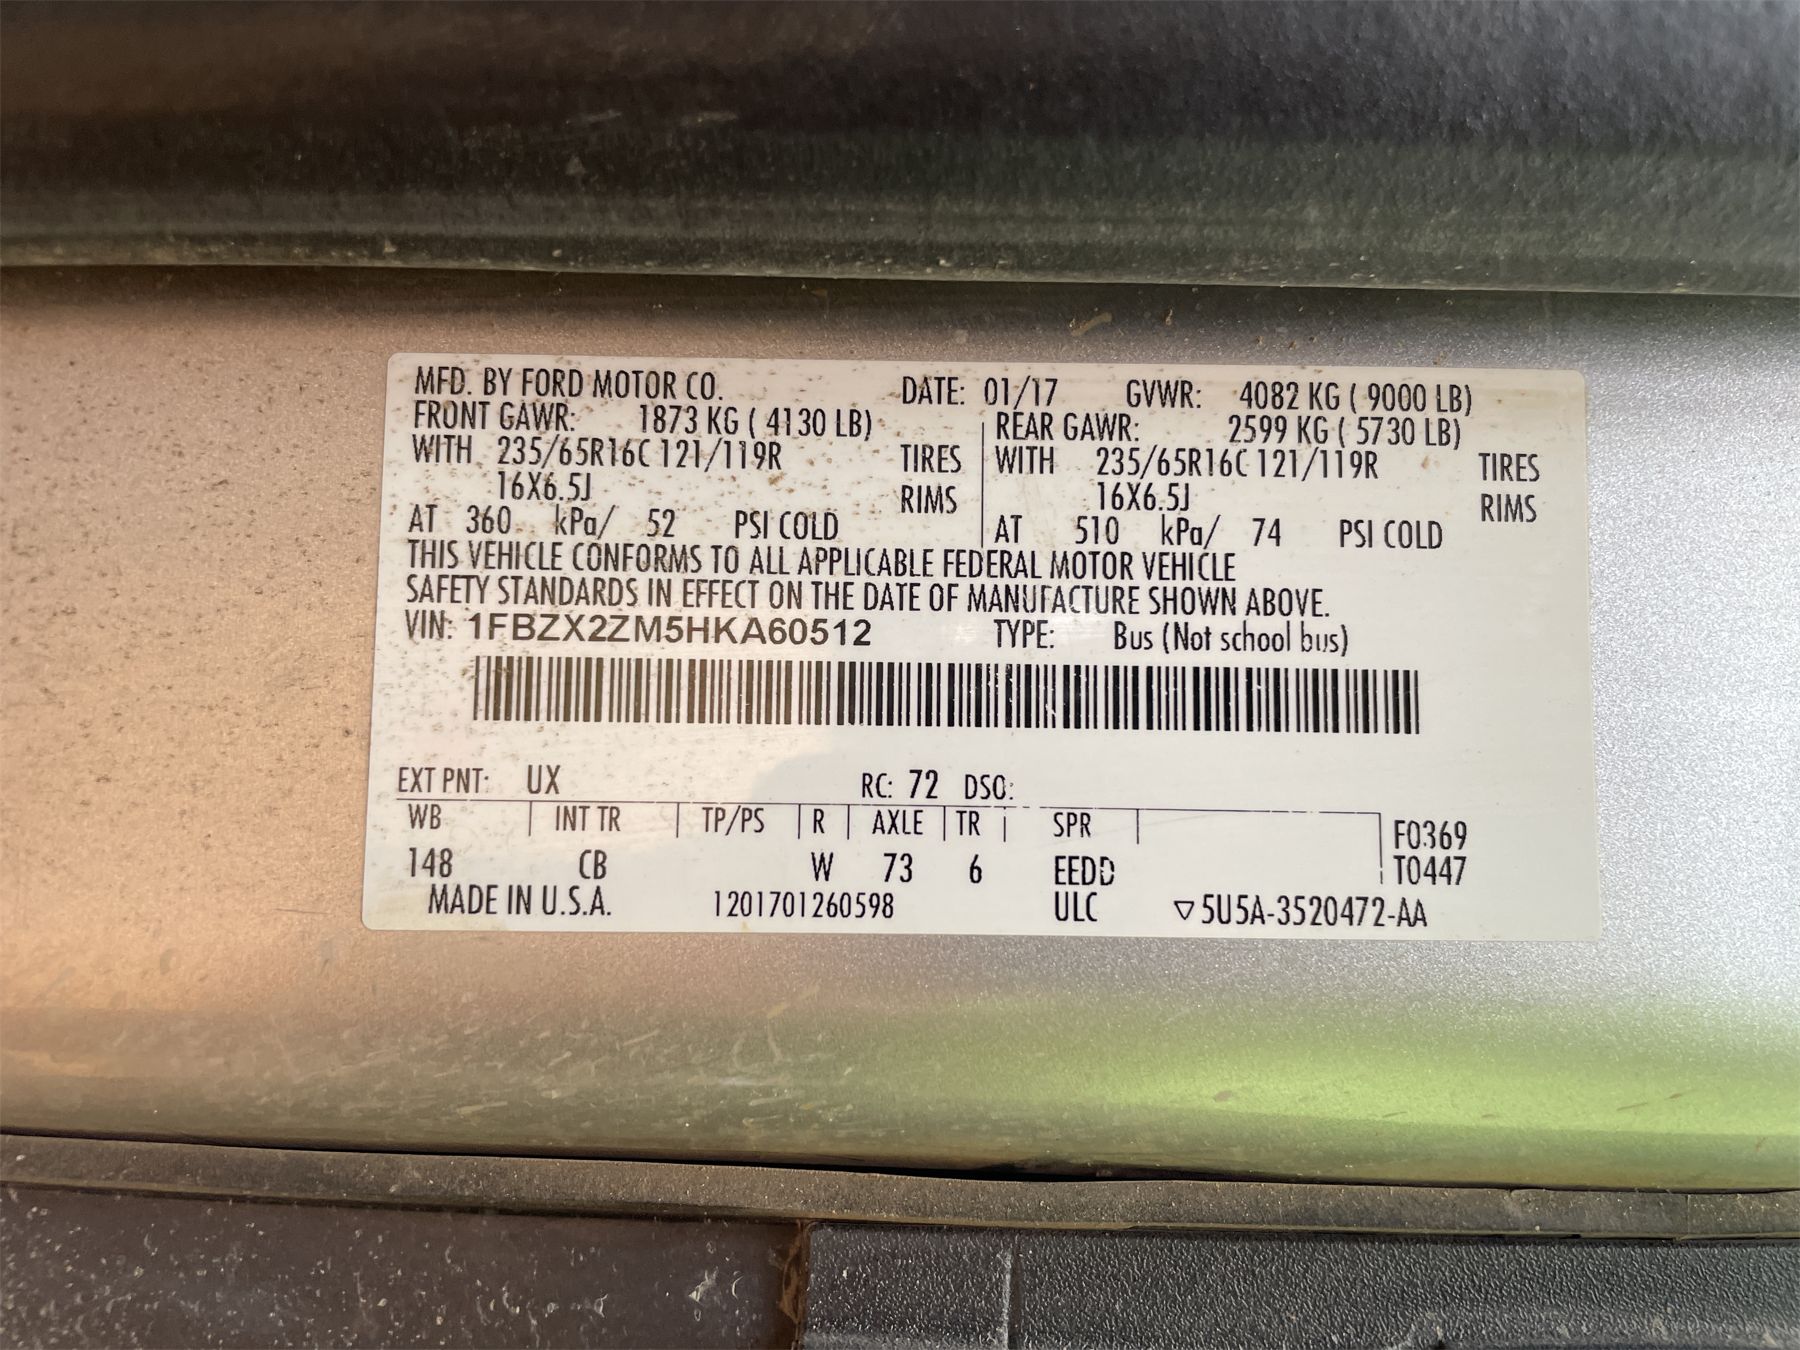 MFD. BY FORD MOTOR CO. DATE: 01/17 GVWR: 4082 KG ( 9000 LB)
FRONT GAWR: 1873 KG ( 4130 LB) REAR GAWR: 2599 KG ( 5730 LB)
WITH 235/65R16C 121/119R TIRES WITH 235/65R16C 121/119R TIRES
16X6.5J RIMS 16X6.5J RIMS
AT 360 kPa/ 52 PSI COLD AT 510 kPa/ 74 PSI COLD
THIS VEHICLE CONFORMS TO ALL APPLICABLE FEDERAL MOTOR VEHICLE
SAFETY STANDARDS IN EFFECT ON THE DATE OF MANUFACTURE SHOWN ABOVE.
VIN: 1FBZX2ZM5HKA60512 TYPE: Bus (Not school bus)
EXT PNT: UX RC: 72 DSO:
WB INT TR TP/PS R AXLE TR SPR F0369
148 CB W 73 6 EEDD T0447
MADE IN U.S.A. 1201701260598 ULC ▽5U5A-3520472-AA